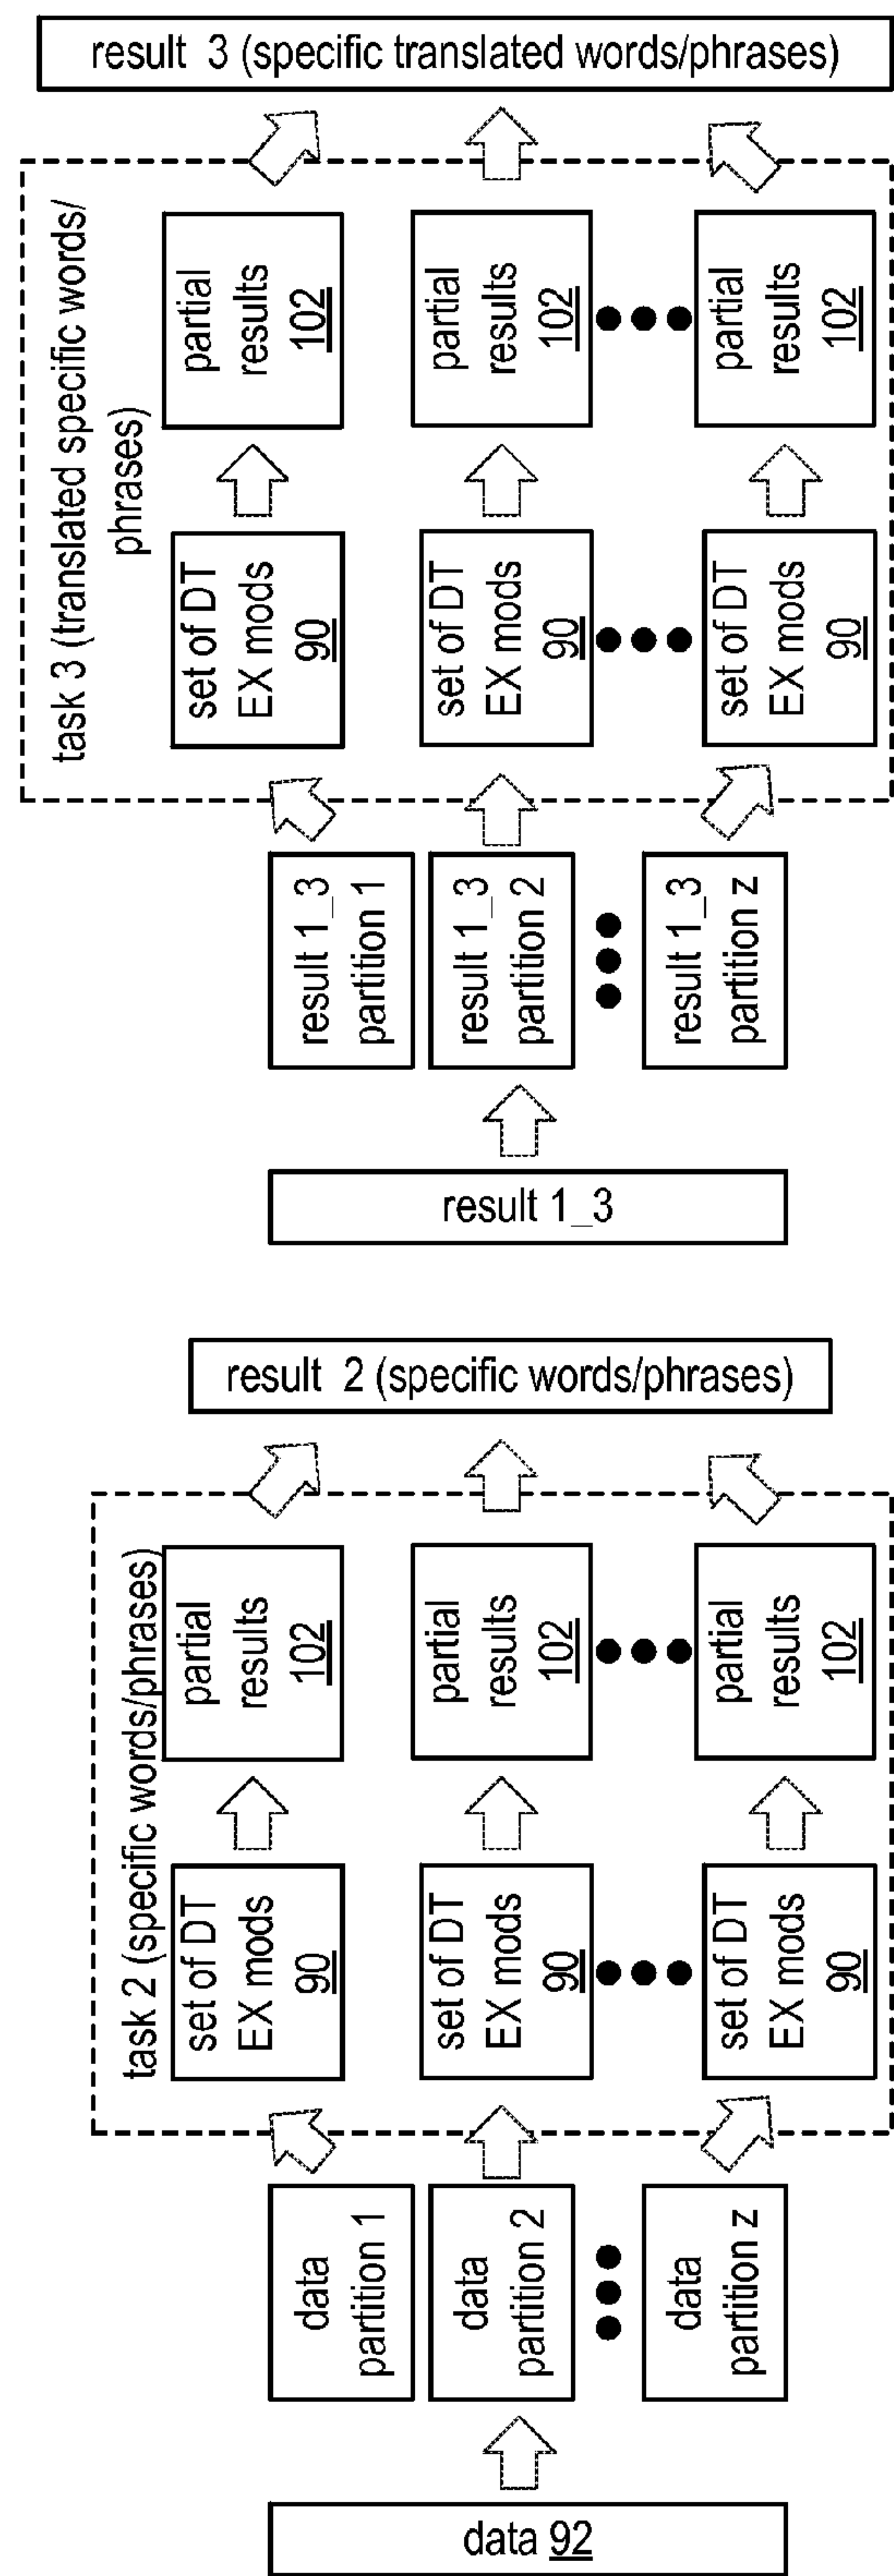 data 92
data
partition 1
data
partition 2
data
partition z
task 2 (specific words/phrases)
set of DT
EX mods
90
partial
results
102
set of DT
EX mods
90
partial
results
102
set of DT
EX mods
90
partial
results
102
result 2 (specific words/phrases)
result 1_3
result 1_3
partition 1
result 1_3
partition 2
result 1_3
partition z
task 3 (translated specific words/
phrases)
set of DT
EX mods
90
partial
results
102
set of DT
EX mods
90
partial
results
102
set of DT
EX mods
90
partial
results
102
result 3 (specific translated words/phrases)